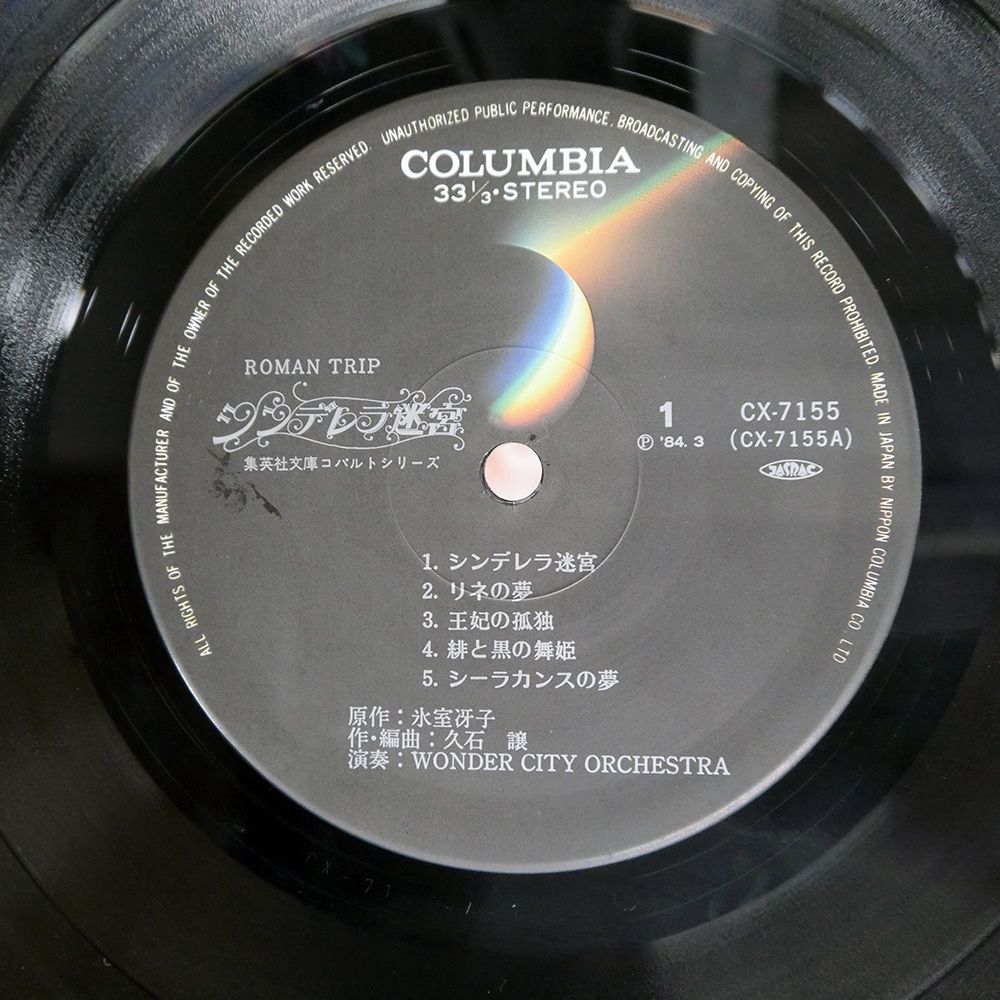 ALL RIGHTS OF THE MANUFACTURER AND OF THE OWNER OF THE RECORDED WORK RESERVED. UNAUTHORIZED PUBLIC PERFORMANCE, BROADCASTING AND COPYING OF THIS RECORD PROHIBITED. MADE IN JAPAN BY NIPPON COLUMBIA CO., LTD
COLUMBIA
33⅓・STEREO
ROMAN TRIP
シンデレラ迷宮
集英社文庫コバルトシリーズ
1
Ⓟ '84. 3
CX-7155
(CX-7155A)
JASRAC
1. シンデレラ迷宮
2. リネの夢
3. 王妃の孤独
4. 緋と黒の舞姫
5. シーラカンスの夢
原作：氷室冴子
作・編曲：久石 譲
演奏：WONDER CITY ORCHESTRA
CX-71